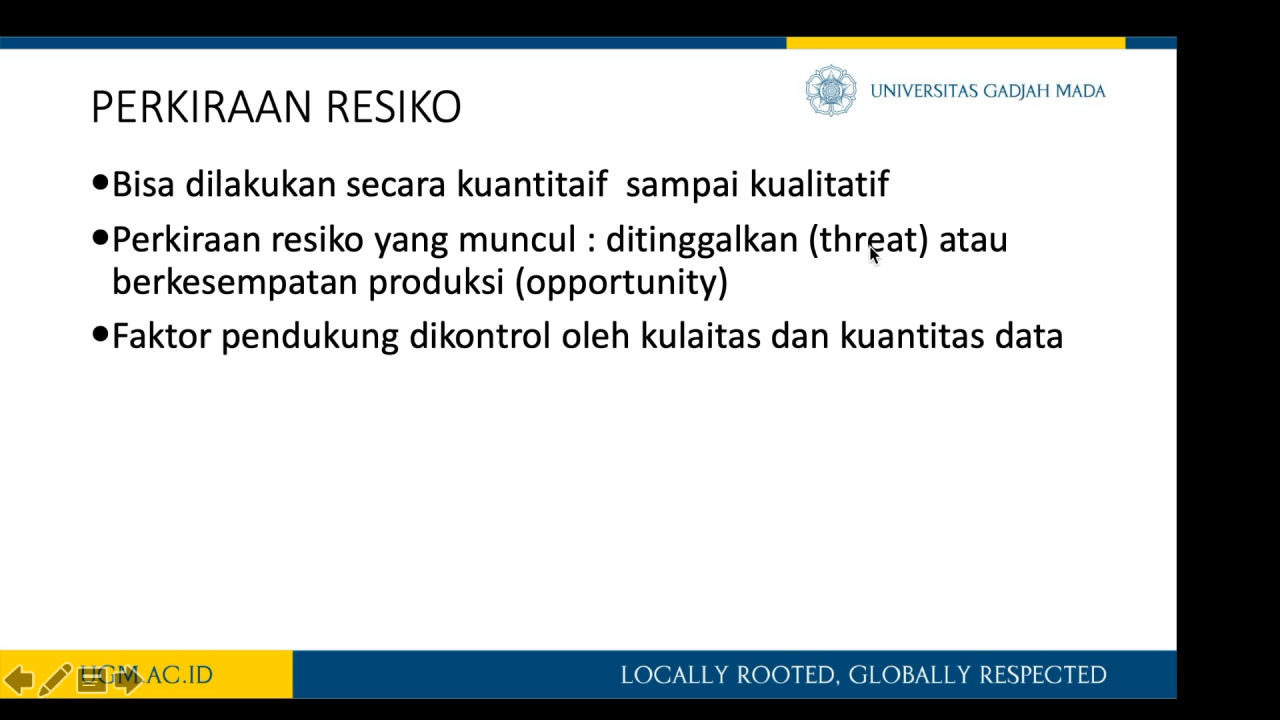 UNIVERSITAS GADJAH MADA
PERKIRAAN RESIKO
•Bisa dilakukan secara kuantitaif  sampai kualitatif
•Perkiraan resiko yang muncul : ditinggalkan (threat) atau
berkesempatan produksi (opportunity)
•Faktor pendukung dikontrol oleh kulaitas dan kuantitas data
UGM.AC.ID
LOCALLY ROOTED, GLOBALLY RESPECTED